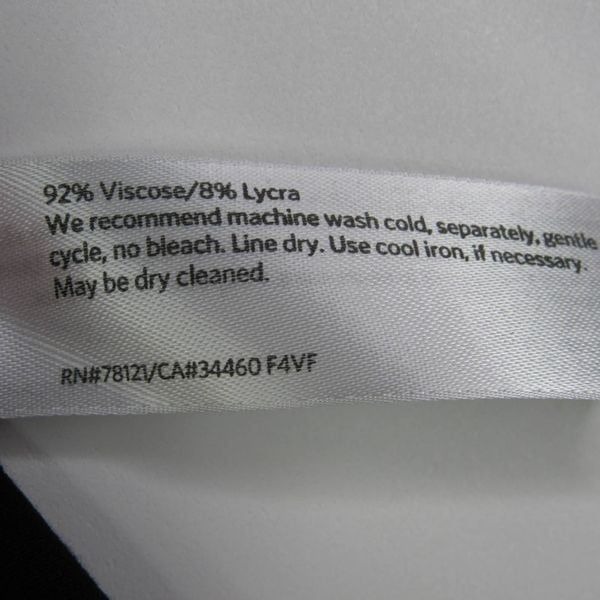 92% Viscose/8% Lycra
We recommend machine wash cold, separately, gentle
cycle, no bleach. Line dry. Use cool iron, if necessary.
May be dry cleaned.
RN#78121/CA#34460 F4VF